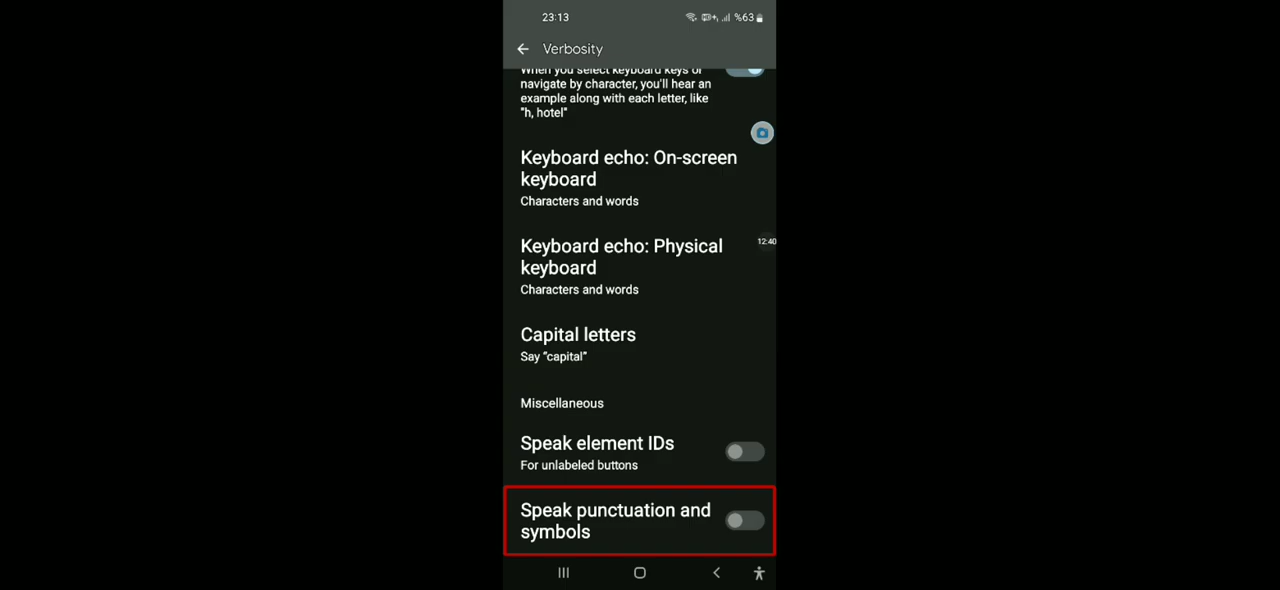 23:13
%63
Verbosity
When you select keyboard keys or
navigate by character, you'll hear an
example along with each letter, like
"h, hotel"
Keyboard echo: On-screen
keyboard
Characters and words
Keyboard echo: Physical
12:40
keyboard
Characters and words
Capital letters
Say "capital"
Miscellaneous
Speak element IDs
For unlabeled buttons
Speak punctuation and
symbols